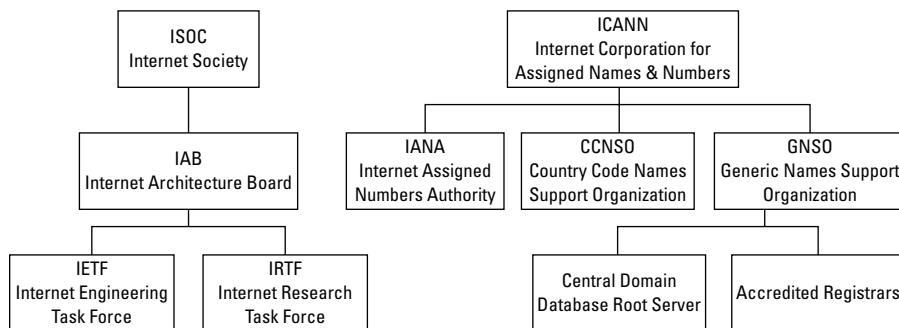 ISOC
Internet Society
ICANN
Internet Corporation for
Assigned Names & Numbers
IAB
Internet Architecture Board
IANA
Internet Assigned
Numbers Authority
CCNSO
Country Code Names
Support Organization
GNSO
Generic Names Support
Organization
IETF
Internet Engineering
Task Force
IRTF
Internet Research
Task Force
Central Domain
Database Root Server
Accredited Registrars